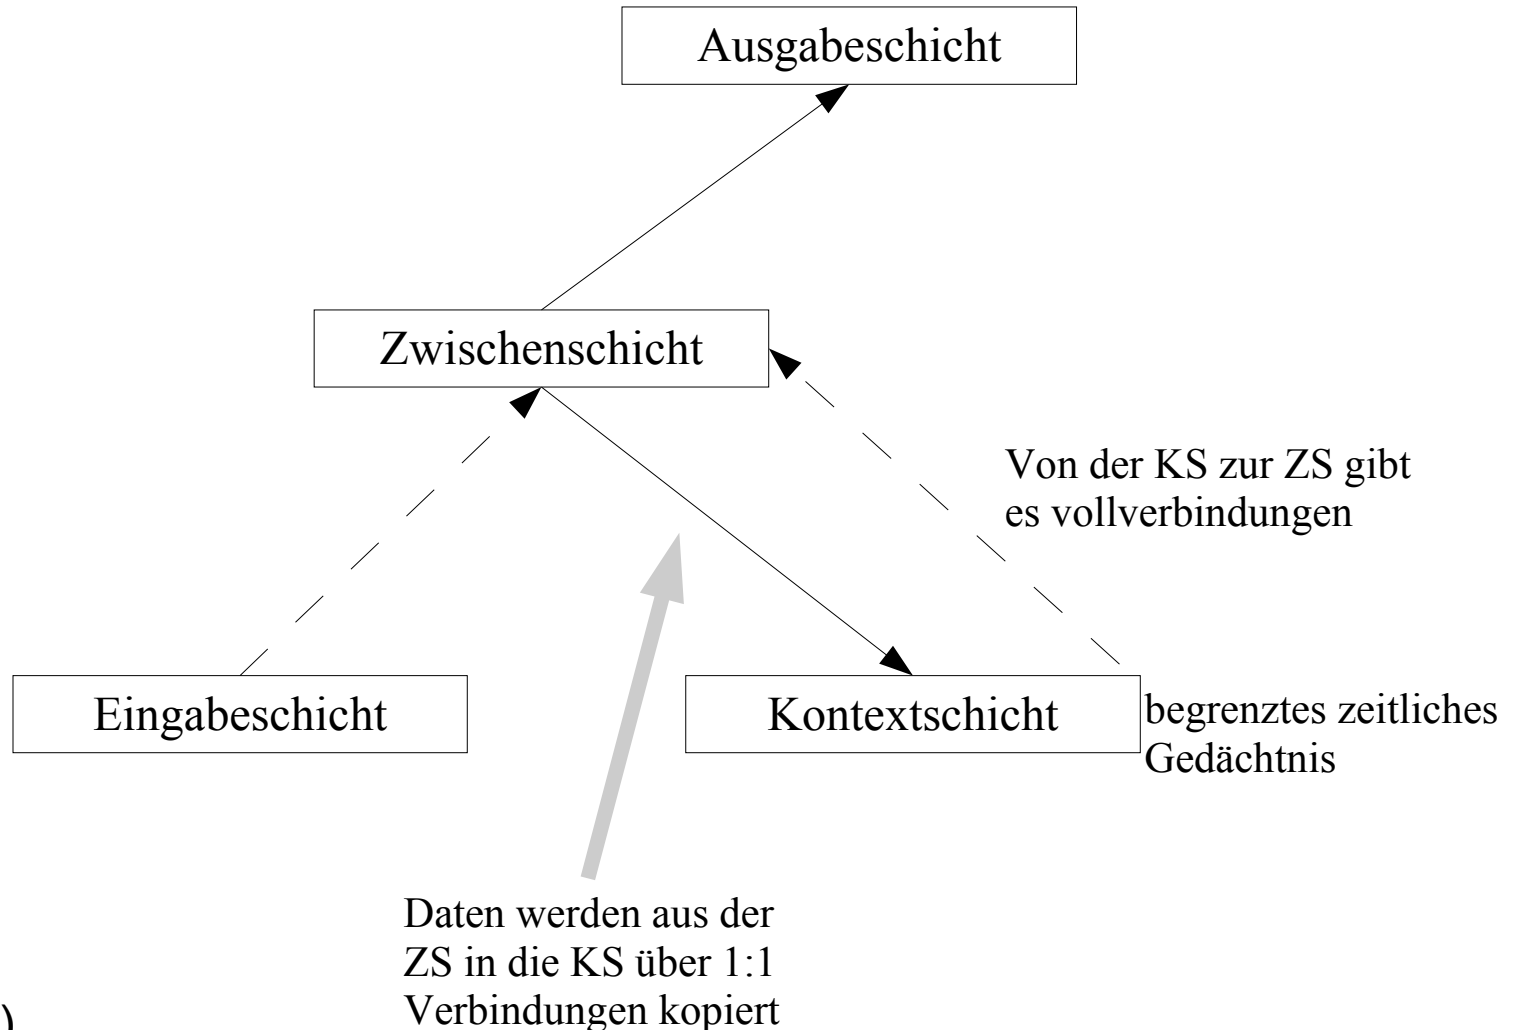 Ausgabeschicht
Zwischenschicht
Von der KS zur ZS gibt
es vollverbindungen
Eingabeschicht
Kontextschicht
begrenztes zeitliches
Gedächtnis
Daten werden aus der
ZS in die KS über 1:1
Verbindungen kopiert
)